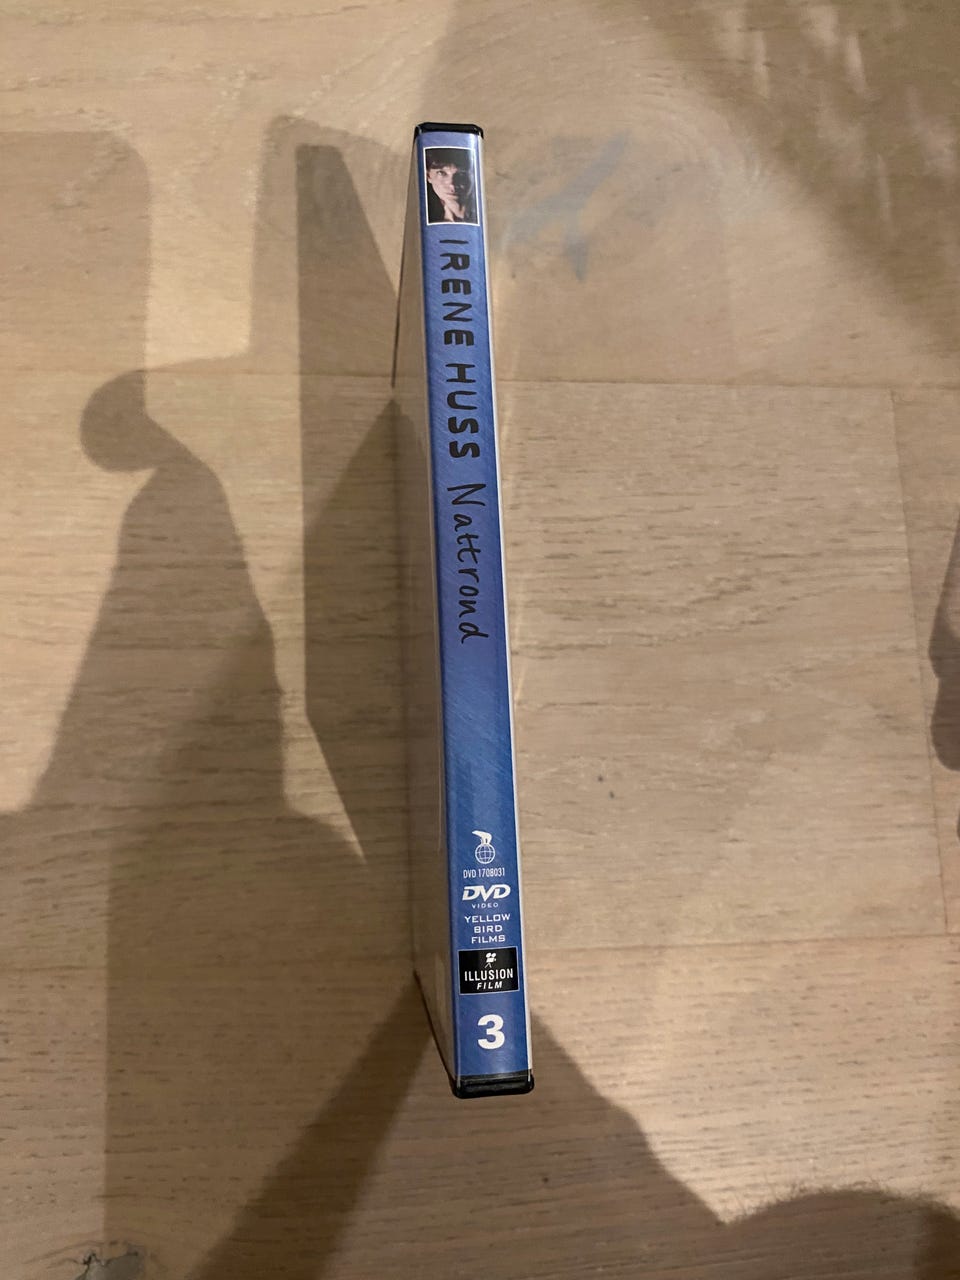 IRENE HUSS Nattrond
DVD 1708031
DVD
VIDEO
YELLOW
BIRD
FILMS
ILLUSION
FILM
3